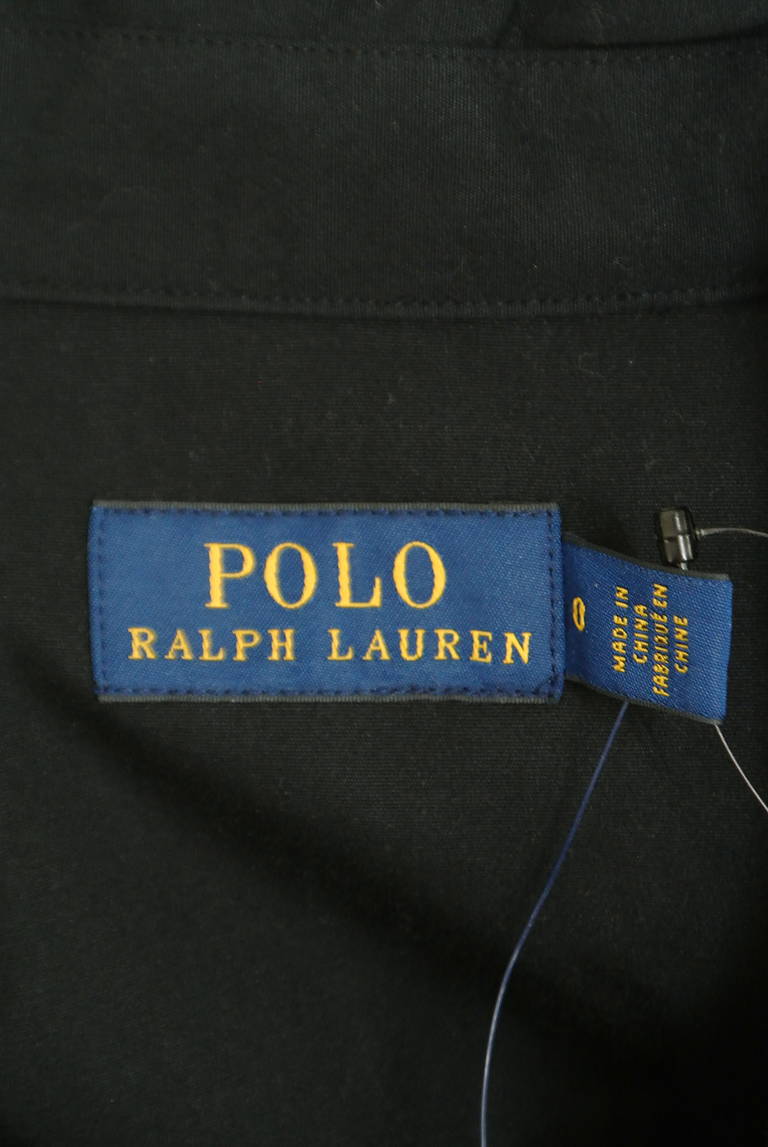 POLO
RALPH LAUREN
0
MADE IN
CHINA
FABRIQUÉ EN
CHINE